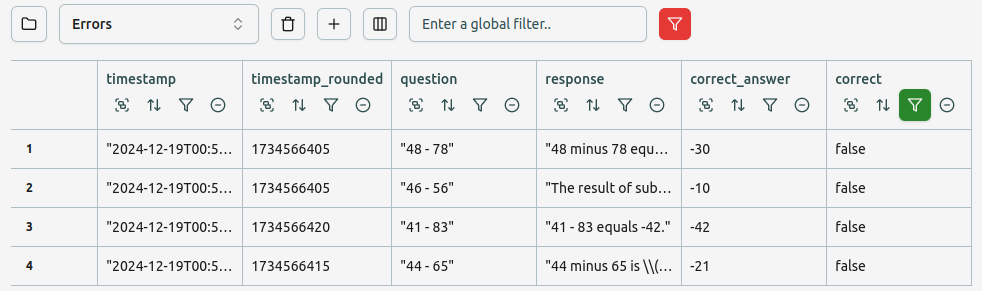 Errors Enter a global filter..
timestamp timestamp_rounded question response correct_answer correct
1 "2024-12-19T00:5... 1734566405 "48 - 78" "48 minus 78 equ... -30 false
2 "2024-12-19T00:5... 1734566405 "46 - 56" "The result of sub... -10 false
3 "2024-12-19T00:5... 1734566420 "41 - 83" "41 - 83 equals -42." -42 false
4 "2024-12-19T00:5... 1734566415 "44 - 65" "44 minus 65 is \\(... -21 false